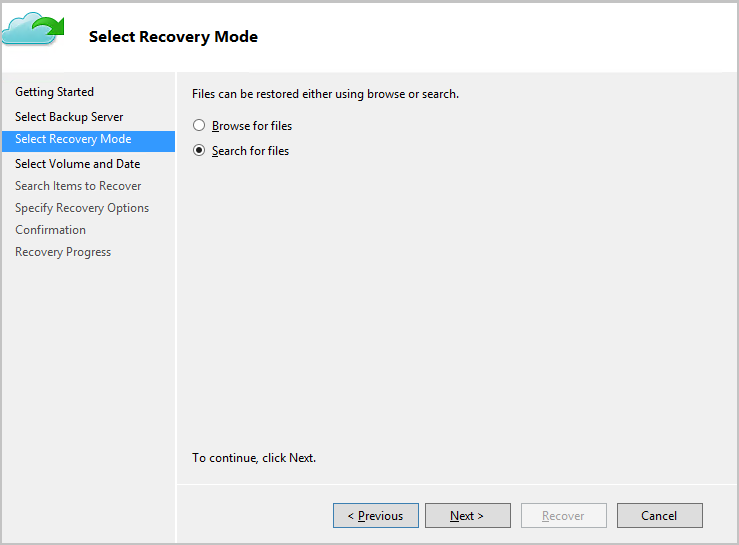 Select Recovery Mode
Getting Started
Select Backup Server
Select Recovery Mode
Select Volume and Date
Search Items to Recover
Specify Recovery Options
Confirmation
Recovery Progress
Files can be restored either using browse or search.
Browse for files
Search for files
To continue, click Next.
< Previous
Next >
Recover
Cancel